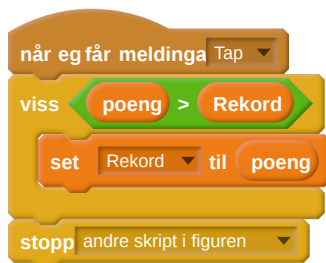 når eg får meldinga Tap
viss poeng > Rekord
set Rekord til poeng
stopp andre skript i figuren